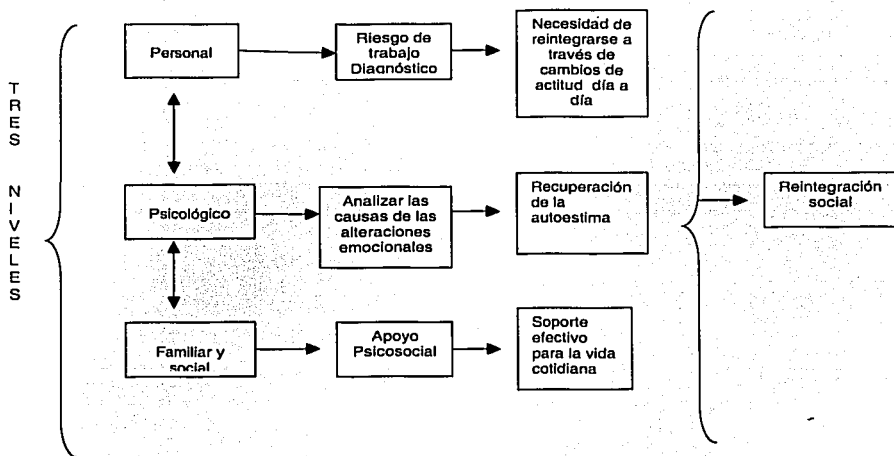 TRES NIVELES
Personal
Riesgo de
trabajo
Diagnóstico
Necesidad de
reintegrarse a
través de
cambios de
actitud día a
día
Psicológico
Analizar las
causas de las
alteraciones
emocionales
Recuperación
de la
autoestima
Reintegración
social
Familiar y
social
Apoyo
Psicosocial
Soporte
efectivo
para la vida
cotidiana